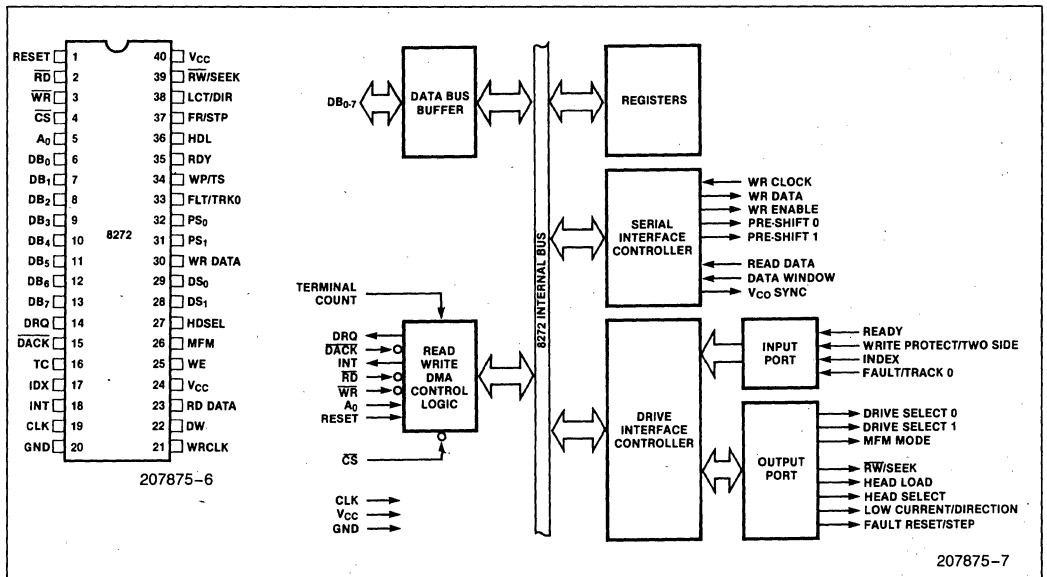 RESET 1 40 VCC
RD 2 39 RW/SEEK
WR 3 38 LCT/DIR
CS 4 37 FR/STP
A0 5 36 HDL
DB0 6 35 RDY
DB1 7 34 WP/TS
DB2 8 33 FLT/TRK0
DB3 9 32 PS0
DB4 10 31 PS1
8272
DB5 11 30 WR DATA
DB6 12 29 DS0
DB7 13 28 DS1
DRQ 14 27 HDSEL
DACK 15 26 MFM
TC 16 25 WE
IDX 17 24 VCC
INT 18 23 RD DATA
CLK 19 22 DW
GND 20 21 WRCLK
207875-6
DB0-7
DATA BUS
BUFFER
8272 INTERNAL BUS
REGISTERS
SERIAL
INTERFACE
CONTROLLER
WR CLOCK
WR DATA
WR ENABLE
PRE-SHIFT 0
PRE-SHIFT 1
READ DATA
DATA WINDOW
VCO SYNC
TERMINAL
COUNT
DRQ
DACK
INT
RD
WR
A0
RESET
CS
READ
WRITE
DMA
CONTROL
LOGIC
CLK
VCC
GND
DRIVE
INTERFACE
CONTROLLER
INPUT
PORT
READY
WRITE PROTECT/TWO SIDE
INDEX
FAULT/TRACK 0
OUTPUT
PORT
DRIVE SELECT 0
DRIVE SELECT 1
MFM MODE
RW/SEEK
HEAD LOAD
HEAD SELECT
LOW CURRENT/DIRECTION
FAULT RESET/STEP
207875-7